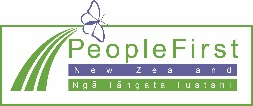 PeopleFirst
New Zealand
Ngā tāngata tuatahi